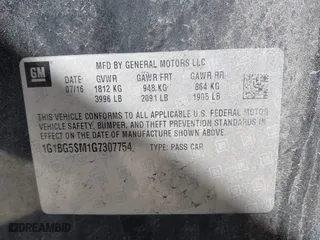 GM
MFD BY GENERAL MOTORS LLC
DATE GVWR GAWR FRT GAWR RR
07/16 1812 KG 948 KG 864 KG
3996 LB 2091 LB 1905 LB
THIS VEHICLE CONFORMS TO ALL APPLICABLE U.S. FEDERAL MOTOR
VEHICLE SAFETY, BUMPER, AND THEFT PREVENTION STANDARDS IN
EFFECT ON THE DATE OF MANUFACTURE SHOWN ABOVE.
1G1BG5SM1G7307754 TYPE: PASS CAR
DREAMBID.COM